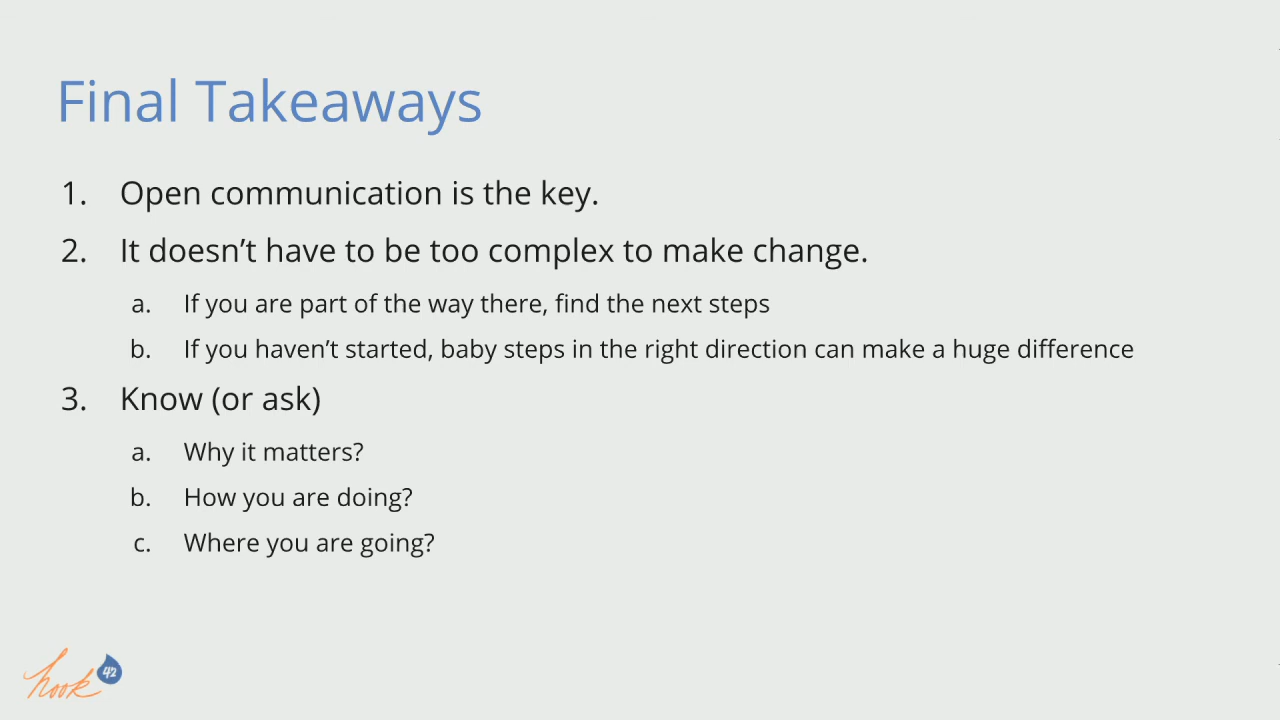 Final Takeaways
1. Open communication is the key.
2. It doesn’t have to be too complex to make change.
a. If you are part of the way there, find the next steps
b. If you haven’t started, baby steps in the right direction can make a huge difference
3. Know (or ask)
a. Why it matters?
b. How you are doing?
c. Where you are going?
hook 42